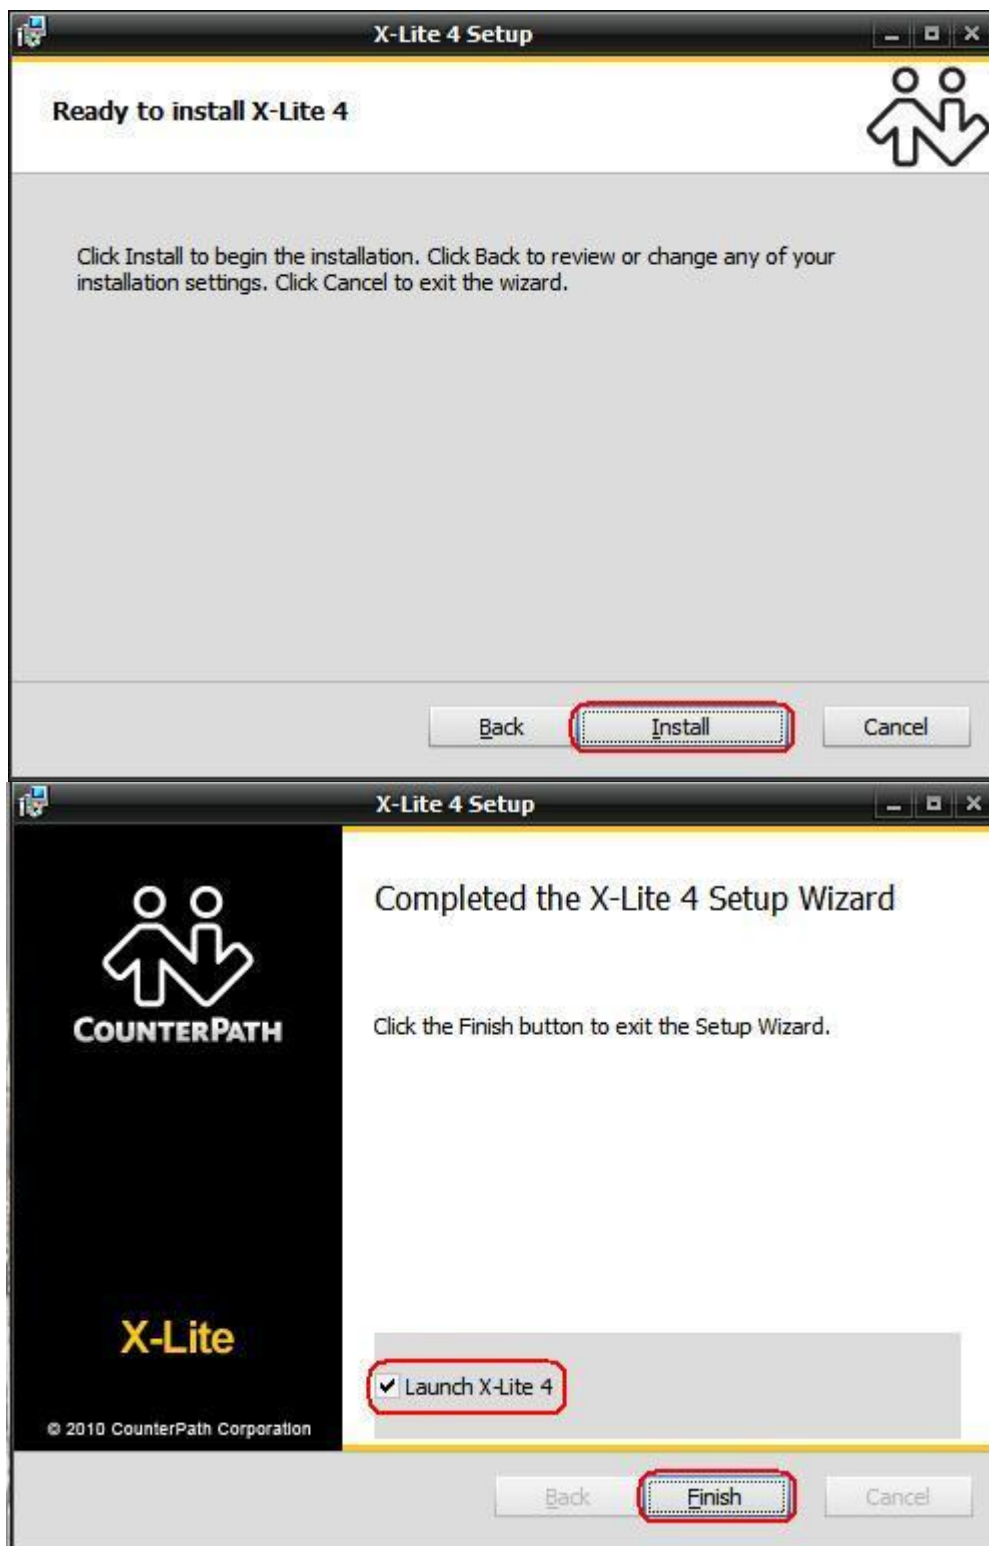 X-Lite 4 Setup
Ready to install X-Lite 4
Click Install to begin the installation. Click Back to review or change any of your
installation settings. Click Cancel to exit the wizard.
Back Install Cancel
X-Lite 4 Setup
Completed the X-Lite 4 Setup Wizard
COUNTERPATH
Click the Finish button to exit the Setup Wizard.
X-Lite
Launch X-Lite 4
© 2010 CounterPath Corporation
Back Finish Cancel